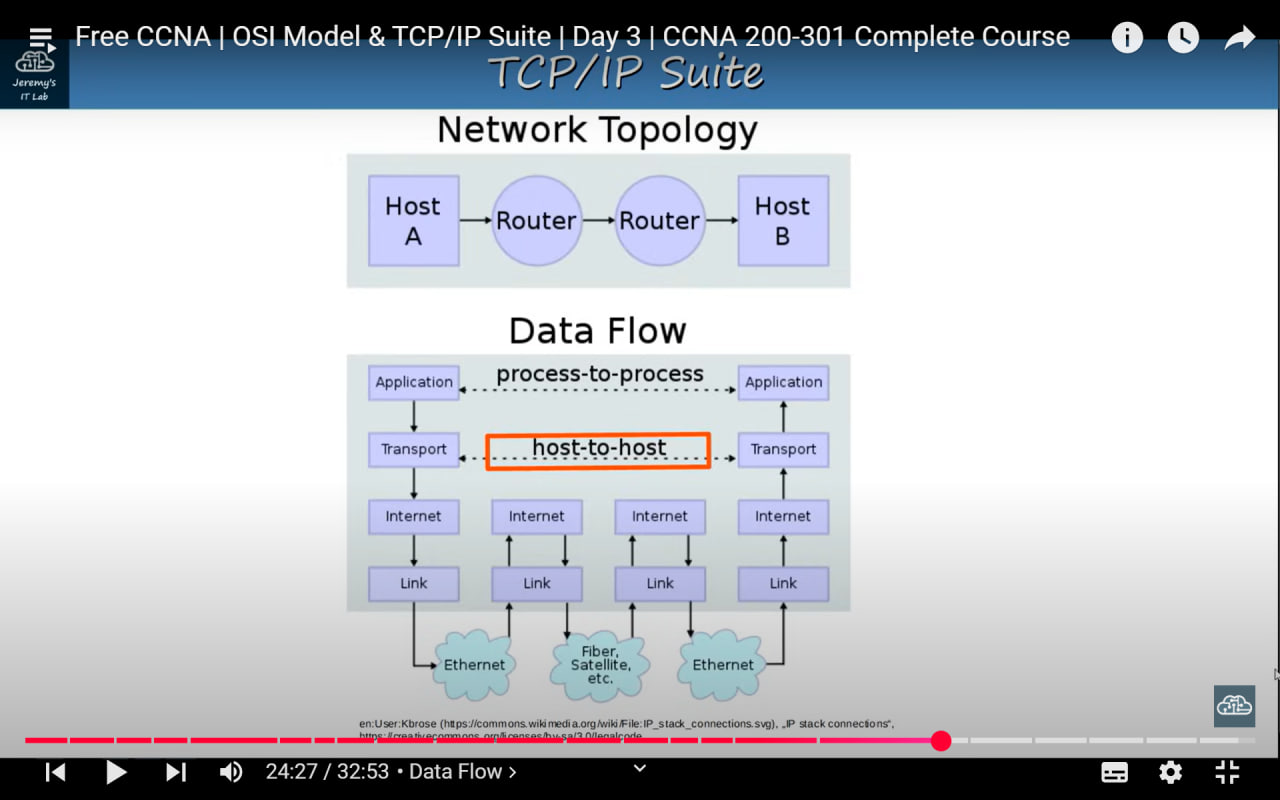 Free CCNA | OSI Model & TCP/IP Suite | Day 3 | CCNA 200-301 Complete Course
Jeremy's
IT Lab
TCP/IP Suite
Network Topology
Host
A
Router
Router
Host
B
Data Flow
Application
process-to-process
Application
Transport
host-to-host
Transport
Internet
Internet
Internet
Internet
Link
Link
Link
Link
Ethernet
Fiber,
Satellite,
etc.
Ethernet
en:User:Kbrose (https://commons.wikimedia.org/wiki/File:IP_stack_connections.svg), „IP stack connections“,
https://creativecommons.org/licenses/by-sa/3.0/legalcode
24:27 / 32:53 • Data Flow >